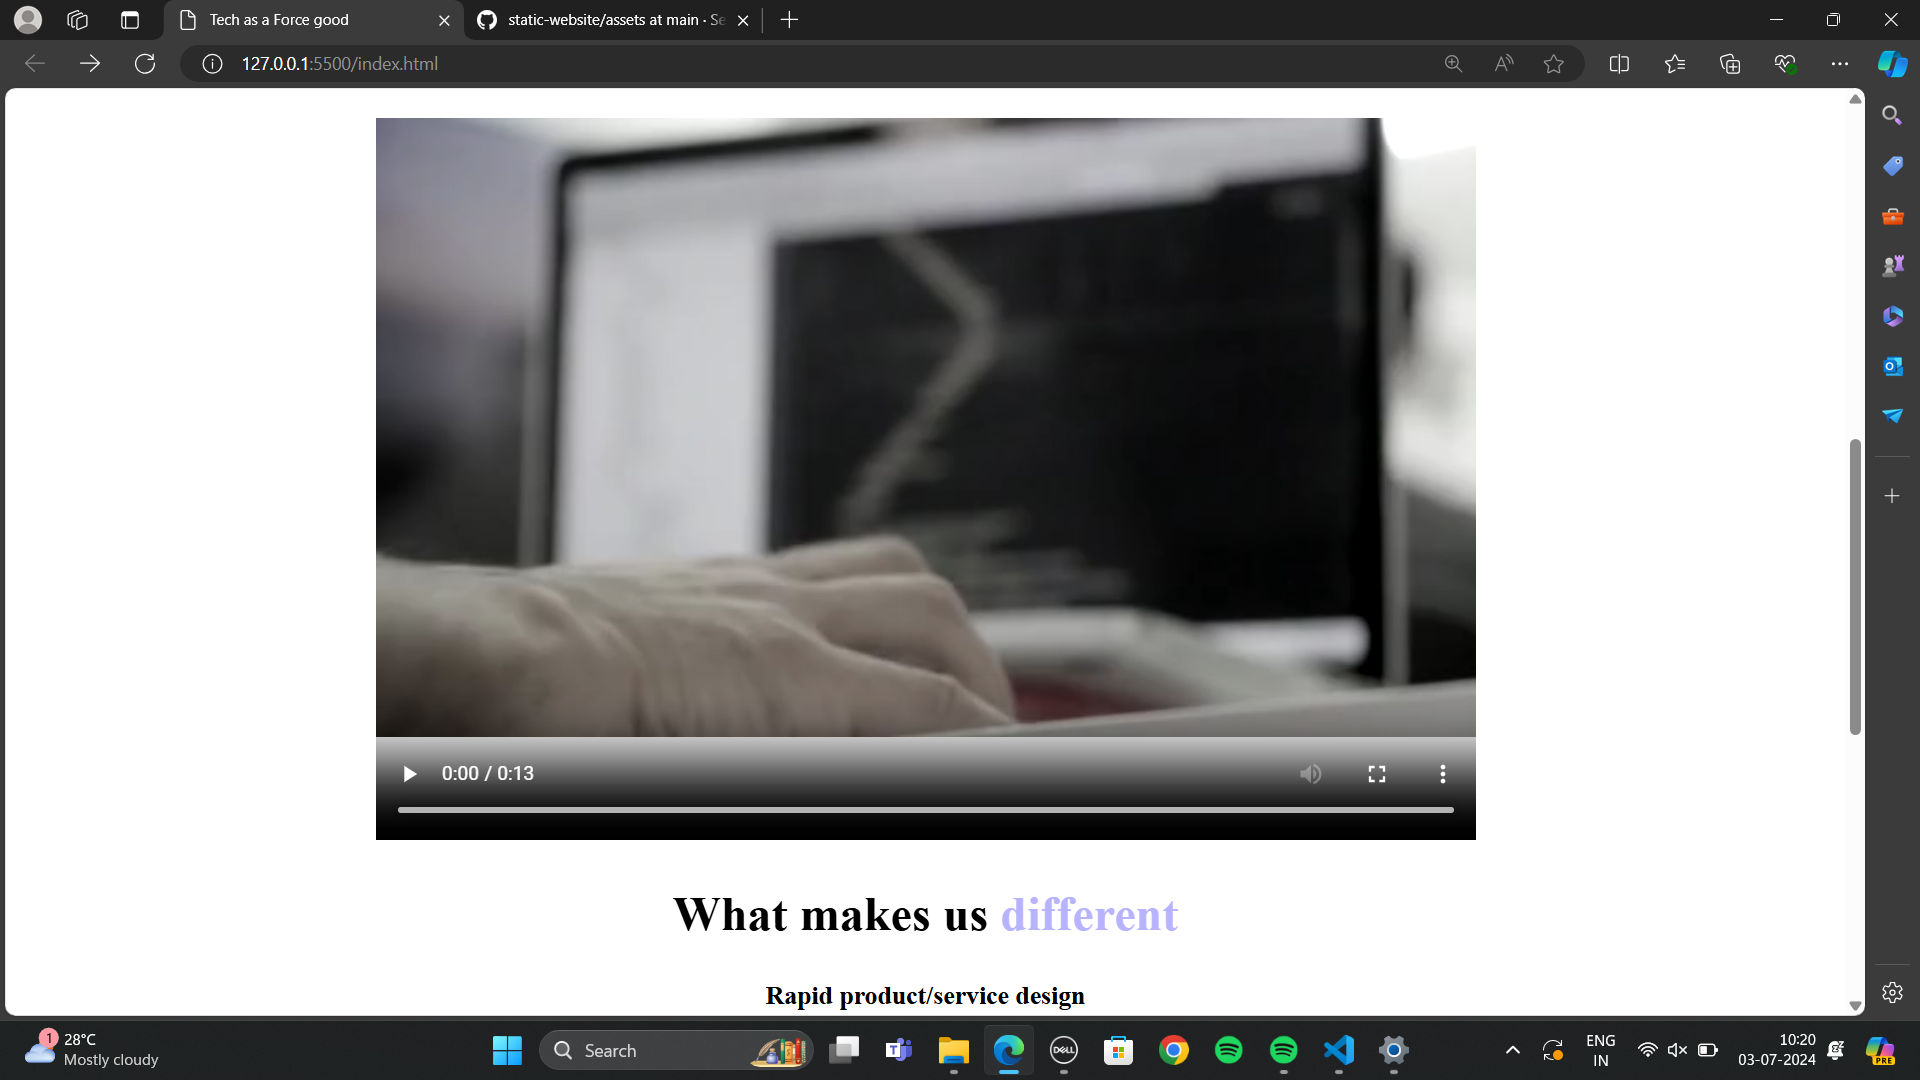 Tech as a Force good
static-website/assets at main · Se
127.0.0.1:5500/index.html
0:00 / 0:13
What makes us different
Rapid product/service design
1
28°C
Mostly cloudy
Search
T
DELL
ENG
IN
10:20
03-07-2024
PRE